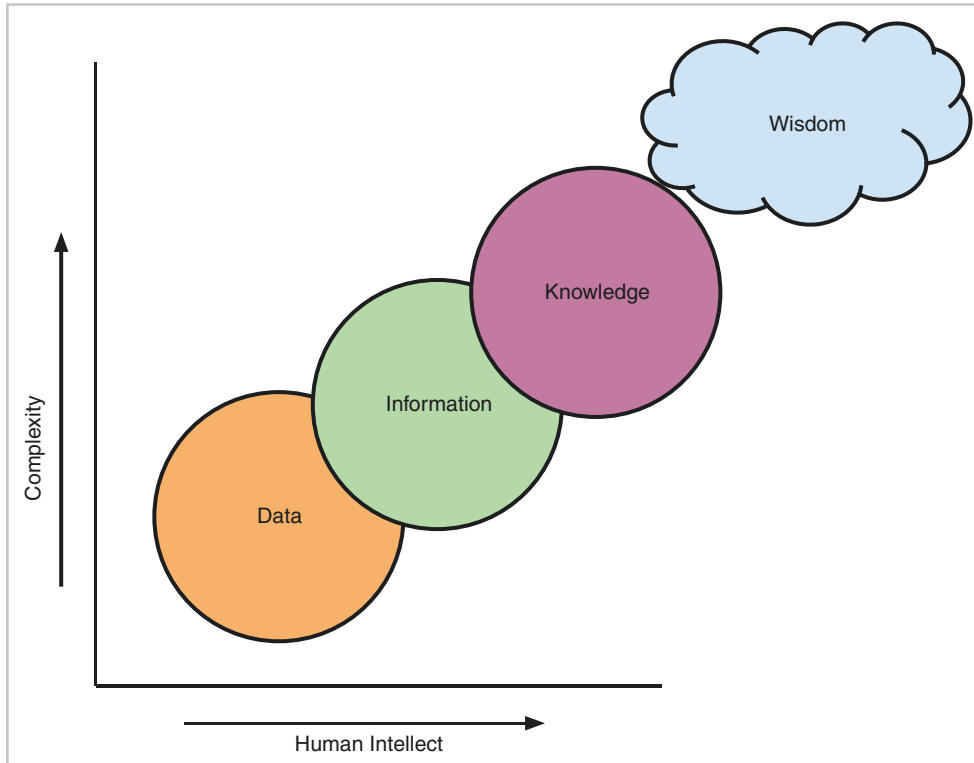 Wisdom
Knowledge
Information
Data
Complexity
Human Intellect